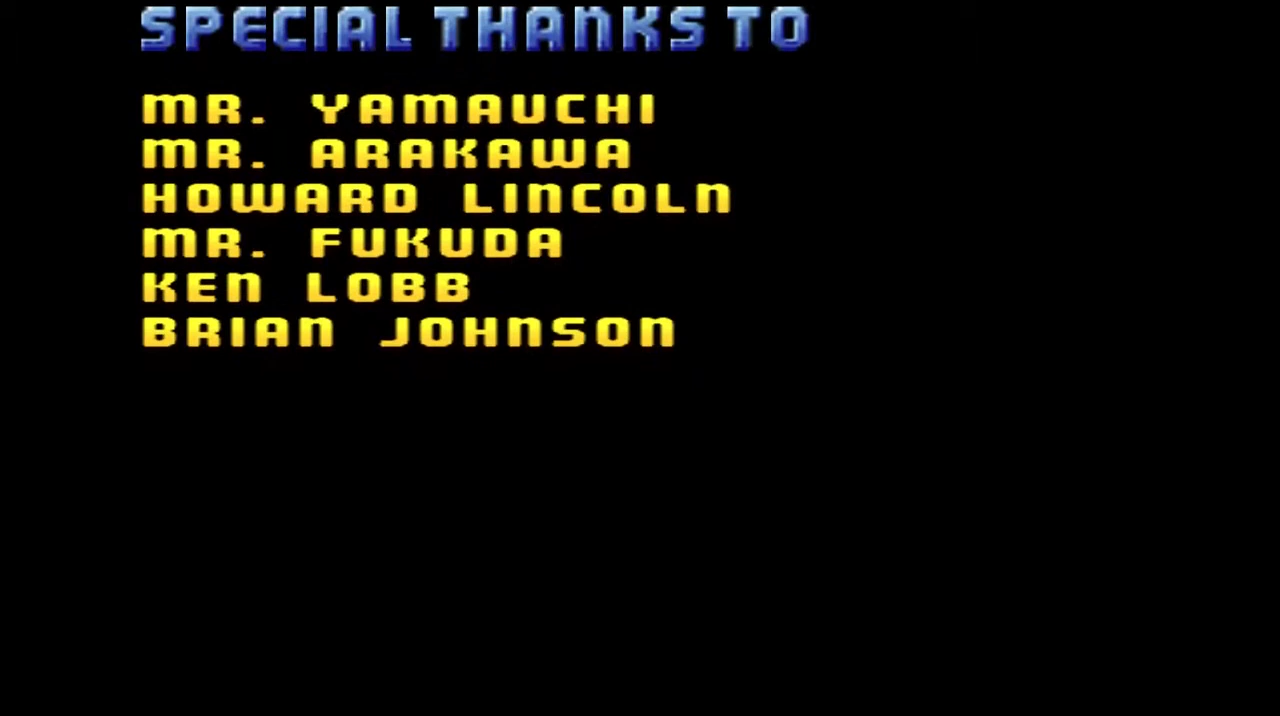 SPECIAL THANKS TO
MR. YAMAUCHI
MR. ARAKAWA
HOWARD LINCOLN
MR. FUKUDA
KEN LOBB
BRIAN JOHNSON